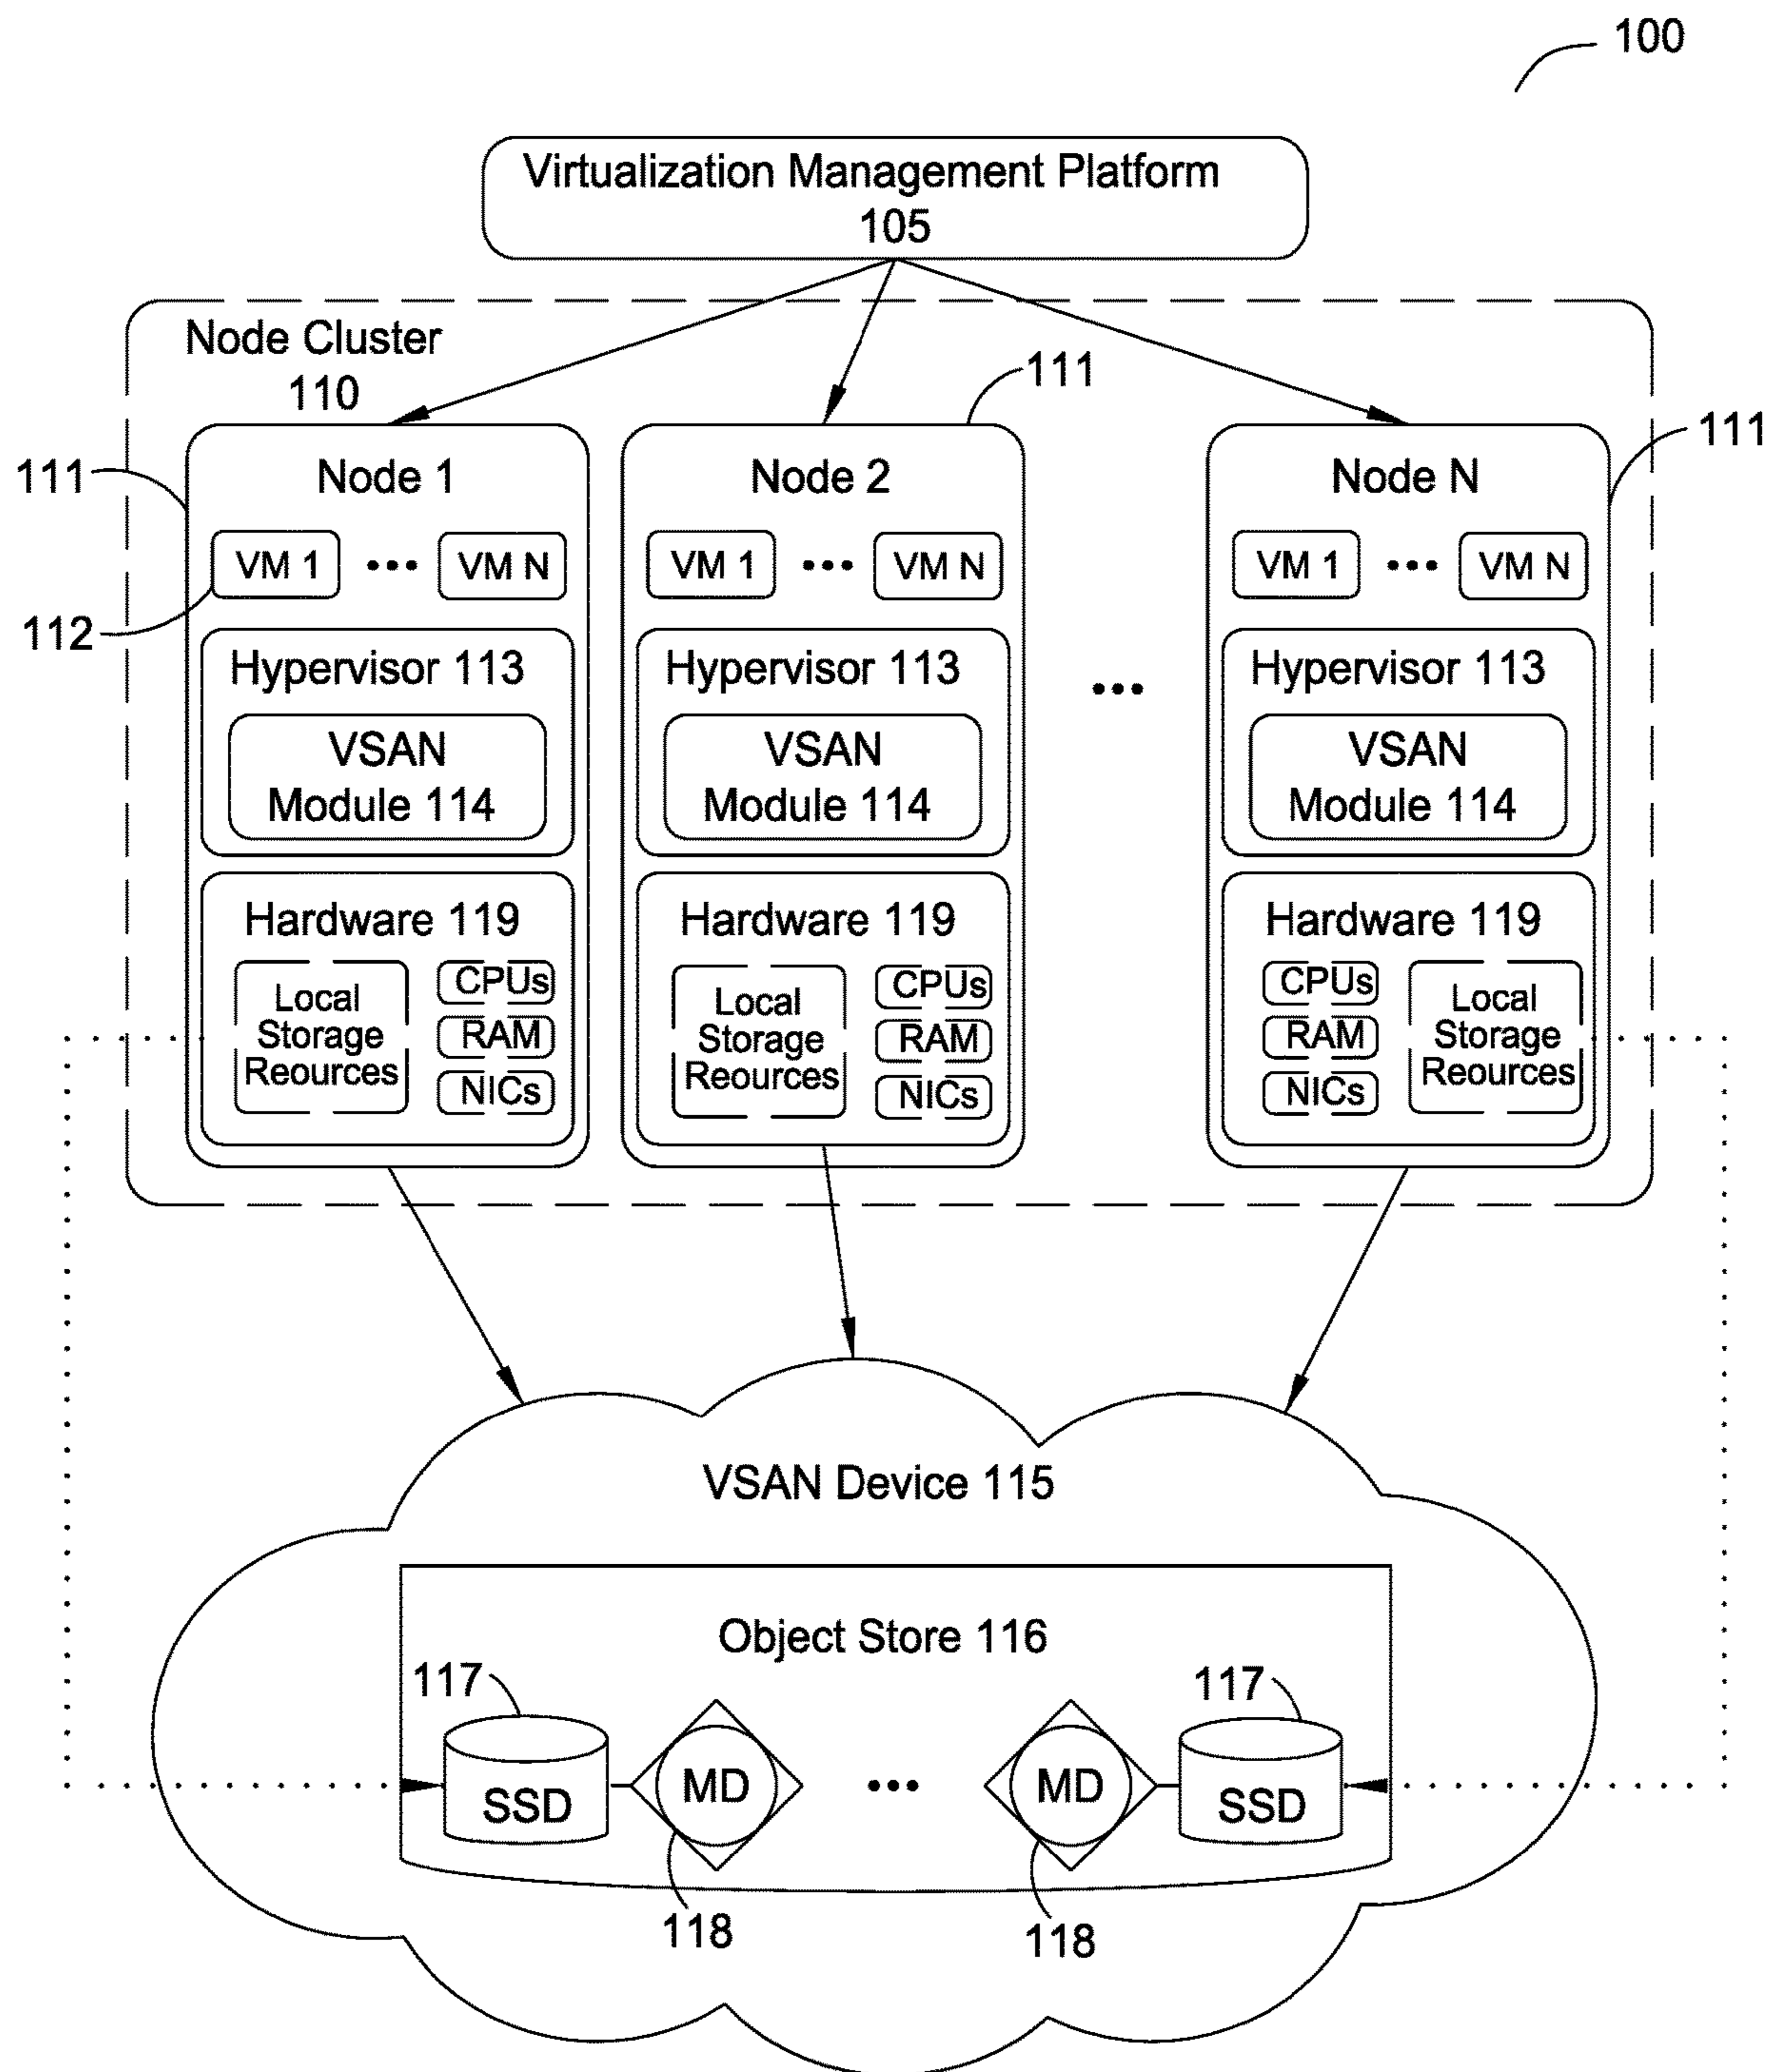 100
Virtualization Management Platform
105
Node Cluster
110
111
111
111
Node 1
VM 1 ••• VM N
112
Hypervisor 113
VSAN
Module 114
Hardware 119
Local
Storage
Reources
CPUs
RAM
NICs
Node 2
VM 1 ••• VM N
Hypervisor 113
VSAN
Module 114
Hardware 119
Local
Storage
Reources
CPUs
RAM
NICs
•••
Node N
VM 1 ••• VM N
Hypervisor 113
VSAN
Module 114
Hardware 119
CPUs
RAM
NICs
Local
Storage
Reources
VSAN Device 115
Object Store 116
117
117
SSD
MD
•••
MD
SSD
118
118